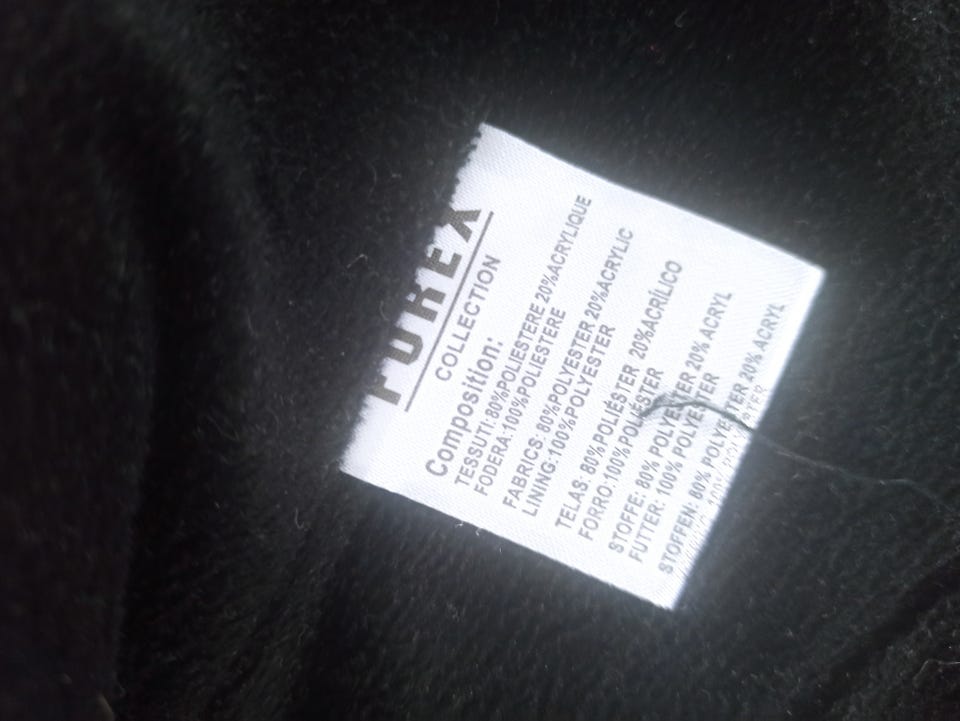 FOREX
COLLECTION
Composition:
TESSUTI:80%POLIESTERE 20%ACRYLIQUE
FODERA:100%POLIESTERE
FABRICS: 80%POLYESTER 20%ACRYLIC
LINING:100%POLYESTER
TELAS: 80%POLIÉSTER 20%ACRÍLICO
FORRO:100%POLIÉSTER
STOFFE: 80% POLYESTER 20% ACRYL
FUTTER: 100% POLYESTER
STOFFEN: 80% POLYESTER 20% ACRYL